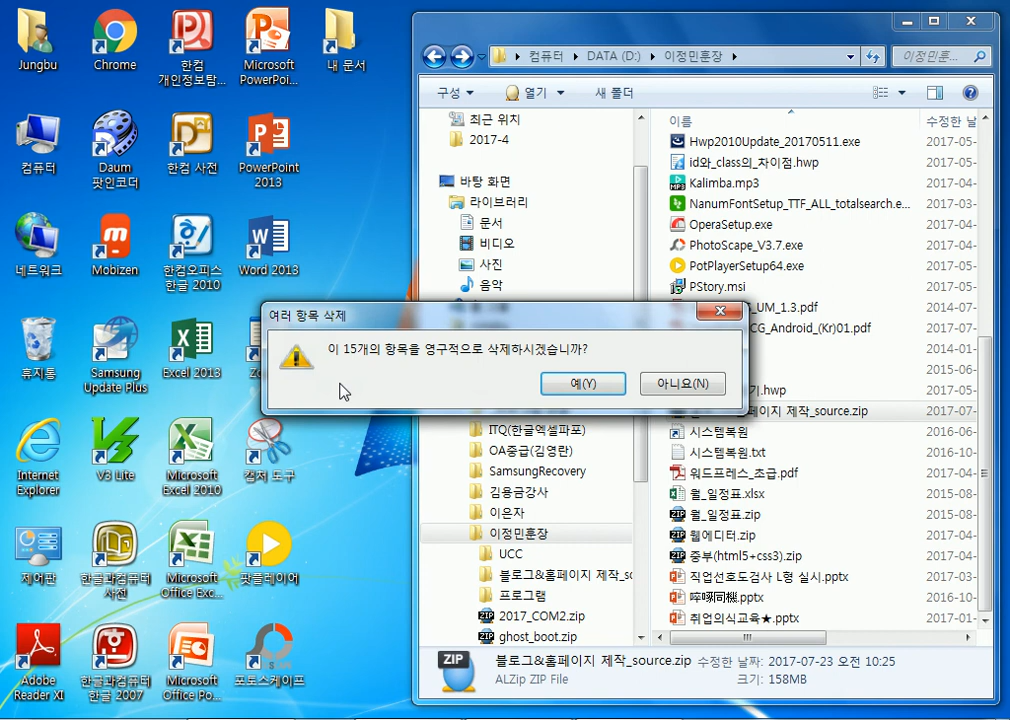 Jungbu
Chrome
한컴
개인정보탐...
Microsoft
PowerPoi...
내 문서
컴퓨터
Daum
팟인코더
한컴 사전
PowerPoint
2013
네트워크
Mobizen
한컴오피스
한글 2010
Word 2013
휴지통
Samsung
Update Plus
Excel 2013
Internet
Explorer
V3 Lite
Microsoft
Excel 2010
캡처 도구
제어판
한글과컴퓨터
사전
Microsoft
Office Exc...
팟플레이어
Adobe
Reader XI
한글과컴퓨터
한글 2007
Microsoft
Office Po...
포토스케이프
컴퓨터 ▸ DATA (D:) ▸ 이정민훈장 ▸
이정민훈...
구성 ▼ 열기 ▼ 새 폴더
최근 위치
2017-4
바탕 화면
라이브러리
문서
비디오
사진
음악
ITQ(한글엑셀파포)
OA중급(김영란)
SamsungRecovery
김용금강사
이은자
이정민훈장
UCC
블로그&홈페이지 제작_sc
프로그램
2017_COM2.zip
ghost_boot.zip
이름 수정한 날
Hwp2010Update_20170511.exe 2017-05-
id와_class의_차이점.hwp 2017-05-
Kalimba.mp3 2017-04-
NanumFontSetup_TTF_ALL_totalsearch.e... 2017-03-
OperaSetup.exe 2017-04-
PhotoScape_V3.7.exe 2017-05-
PotPlayerSetup64.exe 2017-05-
PStory.msi 2017-05-
_UM_1.3.pdf 2014-07-
CG_Android_(Kr)01.pdf 2017-05-
2014-01-
2015-06-
기.hwp 2017-05-
페이지 제작_source.zip 2017-07-
시스템복원 2016-06-
시스템복원.txt 2016-10-
워드프레스_초급.pdf 2017-04-
월_일정표.xlsx 2015-08-
월_일정표.zip 2015-08-
웹에디터.zip 2017-04-
중부(html5+css3).zip 2017-04-
직업선호도검사 L형 실시.pptx 2017-03-
2016-10-
취업의식교육★.pptx 2017-01-
여러 항목 삭제
이 15개의 항목을 영구적으로 삭제하시겠습니까?
예(Y) 아니요(N)
ZIP
블로그&홈페이지 제작_source.zip 수정한 날짜: 2017-07-23 오전 10:25
ALZip ZIP File 크기: 158MB